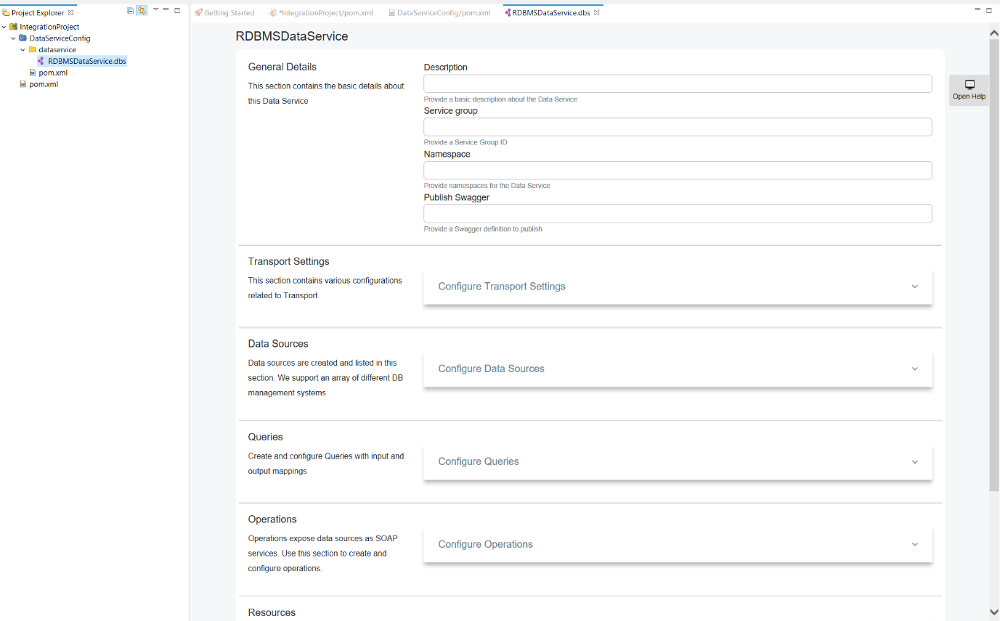 Project Explorer
IntegrationProject
DataServiceConfig
dataservice
RDBMSDataService.dbs
pom.xml
pom.xml
Getting Started
*IntegrationProject/pom.xml
DataServiceConfig/pom.xml
RDBMSDataService.dbs
RDBMSDataService
General Details
This section contains the basic details about
this Data Service
Description
Provide a basic description about the Data Service
Service group
Provide a Service Group ID
Namespace
Provide namespaces for the Data Service
Publish Swagger
Provide a Swagger definition to publish
Open Help
Transport Settings
This section contains various configurations
related to Transport
Configure Transport Settings
Data Sources
Data sources are created and listed in this
section. We support an array of different DB
management systems
Configure Data Sources
Queries
Create and configure Queries with input and
output mappings
Configure Queries
Operations
Operations expose data sources as SOAP
services. Use this section to create and
configure operations.
Configure Operations
Resources